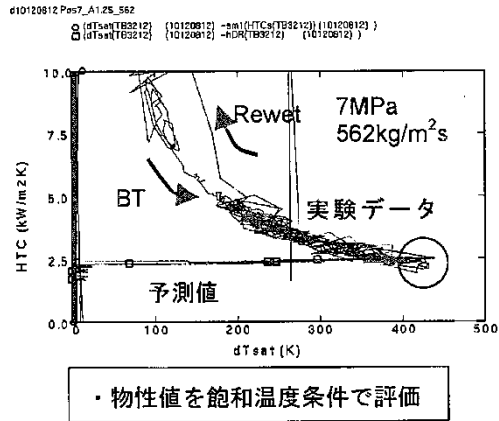 d10120812 Pos7_A1.25_562
(dTsat(TB3212) (10120812) -sm1(HTCs(TB3212)) (10120812) )
(dTsat(TB3212) (10120812) -hDR(TB3212) (10120812) )
10.0
7.5
5.0
2.5
0.0
HTC (kW/m2K)
Rewet
7MPa
562kg/m²s
BT
実験データ
予測値
0 100 200 300 400 500
dTsat(K)
・物性値を飽和温度条件で評価